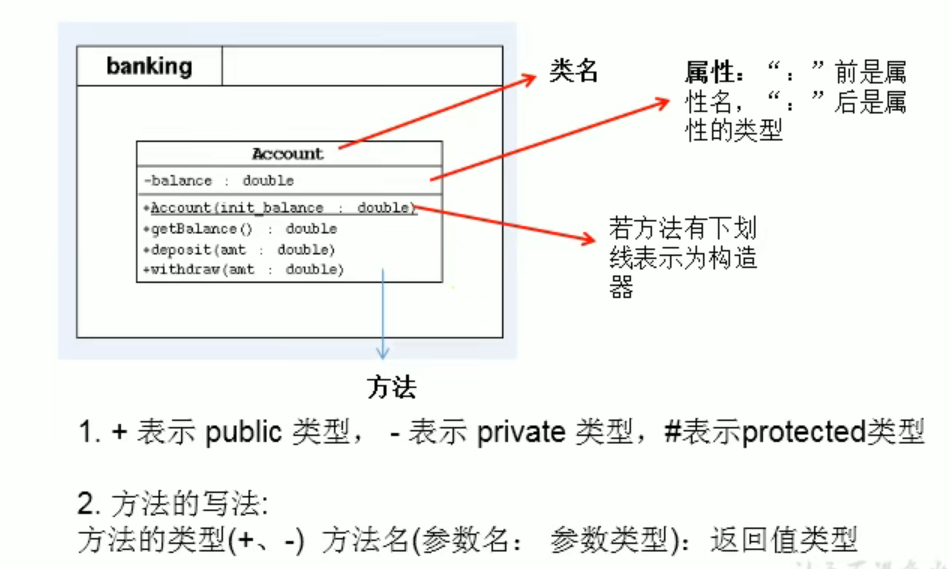 banking
类名
属性：“：”前是属
性名，“：”后是属
性的类型
Account
-balance : double
+Account(init_balance : double)
+getBalance() : double
+deposit(amt : double)
+withdraw(amt : double)
若方法有下划
线表示为构造
器
方法
1. + 表示 public 类型， - 表示 private 类型，#表示protected类型
2. 方法的写法:
方法的类型(+、-) 方法名(参数名： 参数类型)：返回值类型